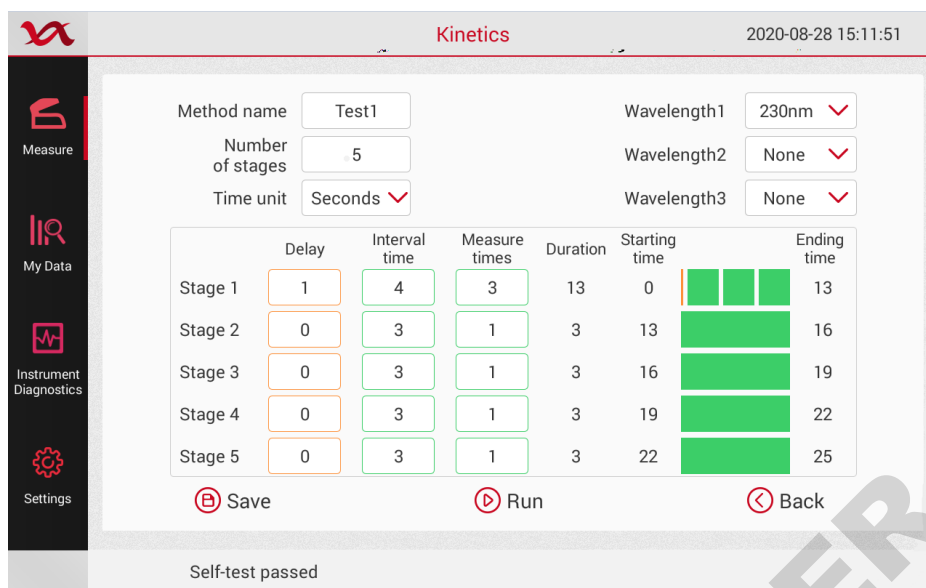 Kinetics
2020-08-28 15:11:51
Measure
My Data
Instrument
Diagnostics
Settings
Method name Test1
Number
of stages 5
Time unit Seconds
Wavelength1 230nm
Wavelength2 None
Wavelength3 None
Delay Interval time Measure times Duration Starting time Ending time
Stage 1 1 4 3 13 0 13
Stage 2 0 3 1 3 13 16
Stage 3 0 3 1 3 16 19
Stage 4 0 3 1 3 19 22
Stage 5 0 3 1 3 22 25
Save Run Back
Self-test passed